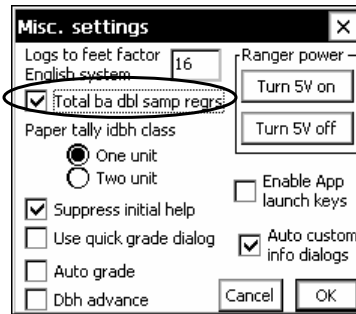 Misc. settings
Logs to feet factor
English system
16
Total ba dbl samp regrs
Paper tally idbh class
One unit
Two unit
Suppress initial help
Use quick grade dialog
Auto grade
Dbh advance
Ranger power
Turn 5V on
Turn 5V off
Enable App
launch keys
Auto custom
info dialogs
Cancel
OK